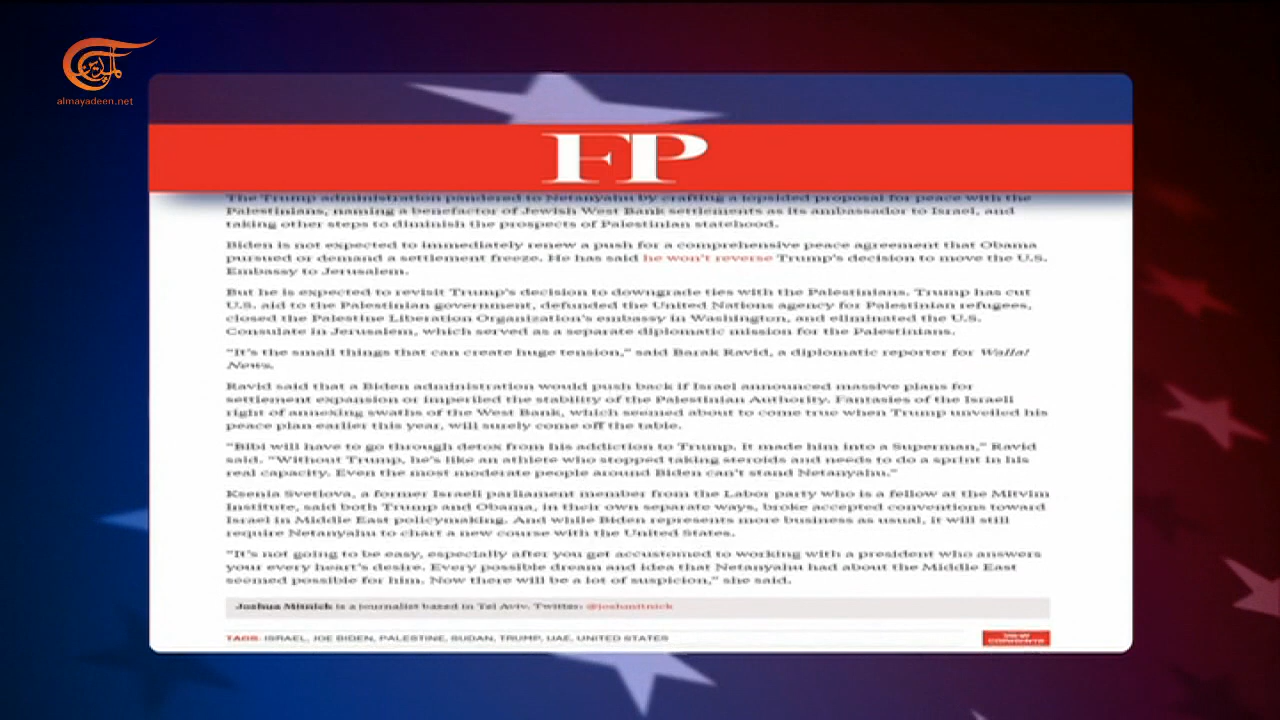 الميادين
almayadeen.net
FP
The Trump administration pandered to Netanyahu by crafting a lopsided proposal for peace with the
Palestinians, naming a benefactor of Jewish West Bank settlements as its ambassador to Israel, and
taking other steps to diminish the prospects of Palestinian statehood.
Biden is not expected to immediately renew a push for a comprehensive peace agreement that Obama
pursued or demand a settlement freeze. He has said he won't reverse Trump's decision to move the U.S.
Embassy to Jerusalem.
But he is expected to revisit Trump's decision to downgrade ties with the Palestinians. Trump has cut
U.S. aid to the Palestinian government, defunded the United Nations agency for Palestinian refugees,
closed the Palestine Liberation Organization's embassy in Washington, and eliminated the U.S.
Consulate in Jerusalem, which served as a separate diplomatic mission for the Palestinians.
"It's the small things that can create huge tension," said Barak Ravid, a diplomatic reporter for Walla!
News.
Ravid said that a Biden administration would push back if Israel announced massive plans for
settlement expansion or imperiled the stability of the Palestinian Authority. Fantasies of the Israeli
right of annexing swaths of the West Bank, which seemed about to come true when Trump unveiled his
peace plan earlier this year, will surely come off the table.
"Bibi will have to go through detox from his addiction to Trump. It made him into a Superman," Ravid
said. "Without Trump, he's like an athlete who stopped taking steroids and needs to do a sprint in his
real capacity. Even the most moderate people around Biden can't stand Netanyahu."
Ksenia Svetlova, a former Israeli parliament member from the Labor party who is a fellow at the Mitvim
Institute, said both Trump and Obama, in their own separate ways, broke accepted conventions toward
Israel in Middle East policymaking. And while Biden represents more business as usual, it will still
require Netanyahu to chart a new course with the United States.
"It's not going to be easy, especially after you get accustomed to working with a president who answers
your every heart's desire. Every possible dream and idea that Netanyahu had about the Middle East
seemed possible for him. Now there will be a lot of suspicion," she said.
Joshua Mitnick is a journalist based in Tel Aviv. Twitter: @joshmitnick
TAGS: ISRAEL, JOE BIDEN, PALESTINE, SUDAN, TRUMP, UAE, UNITED STATES
VIEW
COMMENTS